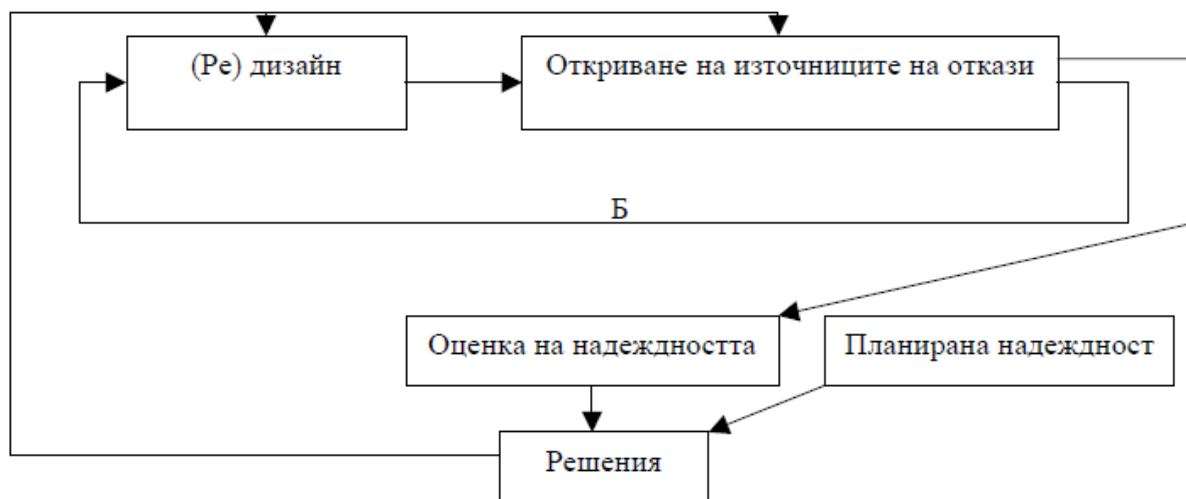 (Ре) дизайн
Откриване на източниците на откази
Б
Оценка на надеждността
Планирана надеждност
Решения